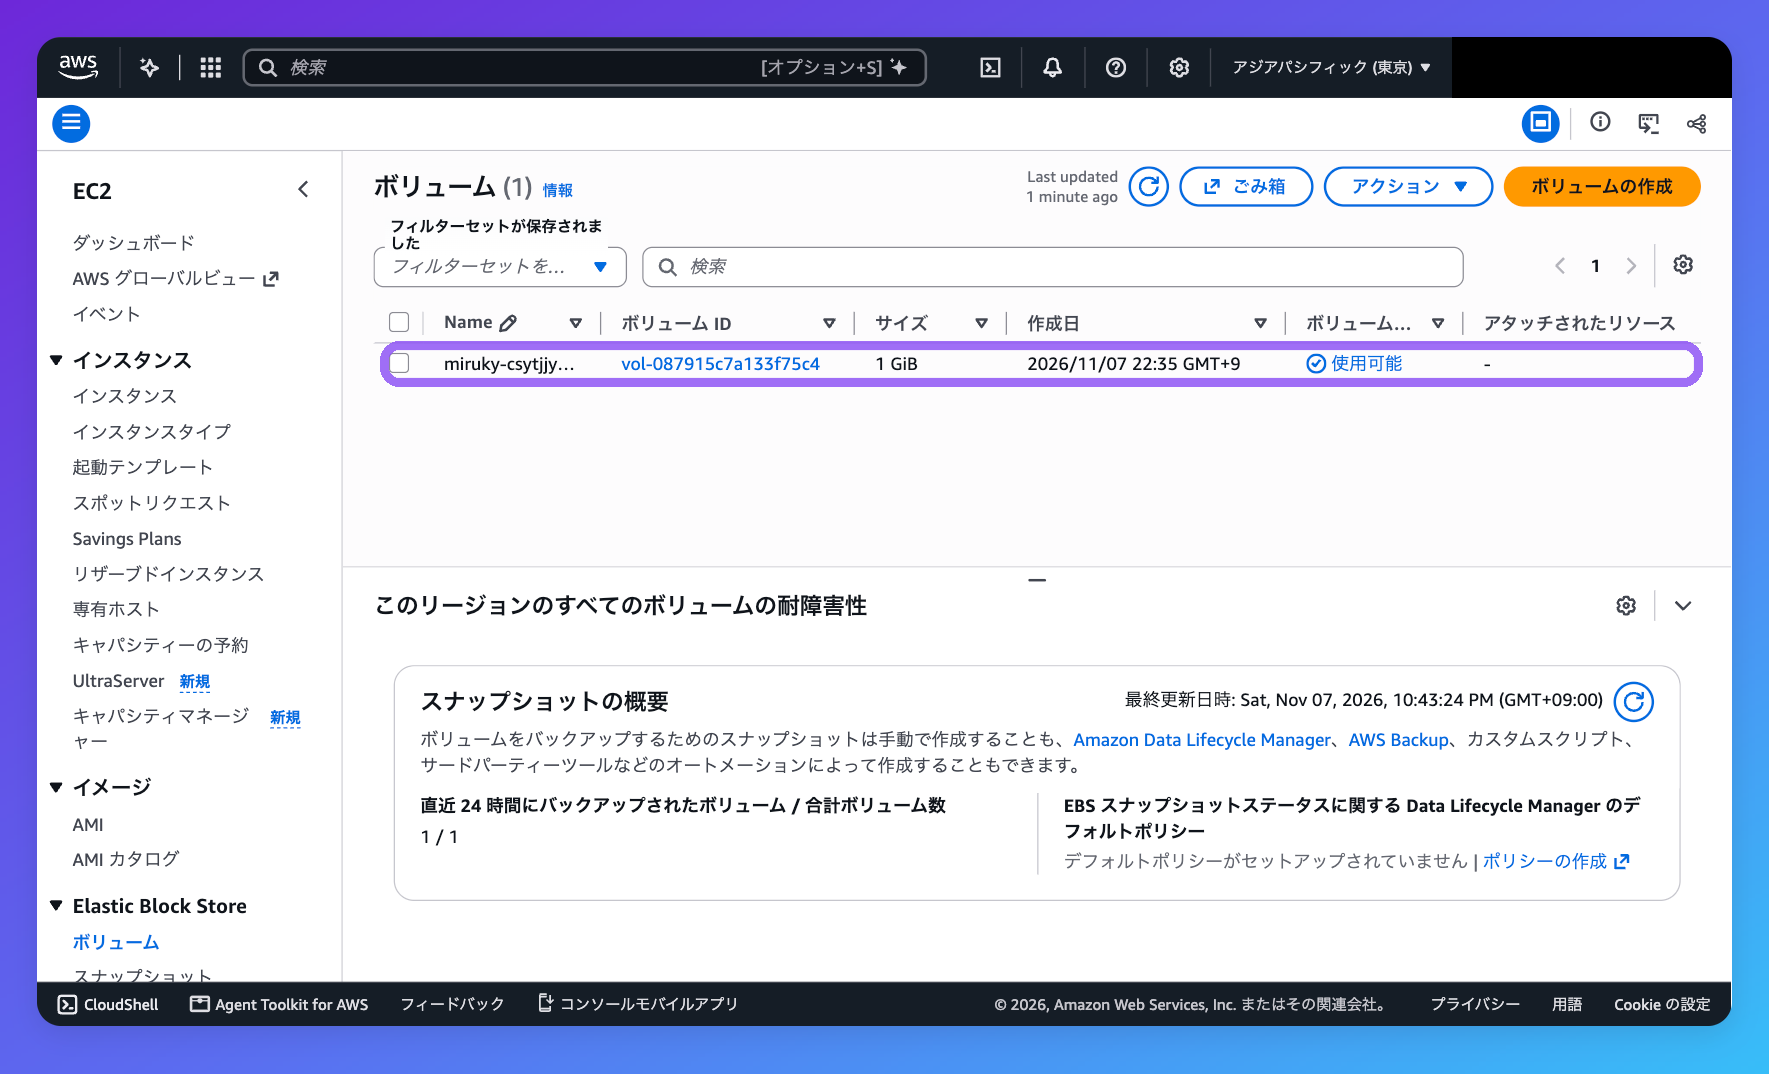 aws
検索
[オプション+S]
アジアパシフィック (東京) ▼
EC2
ダッシュボード
AWS グローバルビュー
イベント
インスタンス
インスタンス
インスタンスタイプ
起動テンプレート
スポットリクエスト
Savings Plans
リザーブドインスタンス
専有ホスト
キャパシティーの予約
UltraServer 新規
キャパシティマネージャー 新規
イメージ
AMI
AMI カタログ
Elastic Block Store
ボリューム
スナップショット
ボリューム (1) 情報
Last updated
1 minute ago
ごみ箱
アクション
ボリュームの作成
フィルターセットが保存されま
した
フィルターセットを...
検索
1
Name ボリューム ID サイズ 作成日 ボリューム... アタッチされたリソース
miruky-csytjjy... vol-087915c7a133f75c4 1 GiB 2026/11/07 22:35 GMT+9 使用可能 -
このリージョンのすべてのボリュームの耐障害性
スナップショットの概要
最終更新日時: Sat, Nov 07, 2026, 10:43:24 PM (GMT+09:00)
ボリュームをバックアップするためのスナップショットは手動で作成することも、Amazon Data Lifecycle Manager、AWS Backup、カスタムスクリプト、
サードパーティーツールなどのオートメーションによって作成することもできます。
直近 24 時間にバックアップされたボリューム / 合計ボリューム数
1 / 1
EBS スナップショットステータスに関する Data Lifecycle Manager のデ
フォルトポリシー
デフォルトポリシーがセットアップされていません | ポリシーの作成
CloudShell
Agent Toolkit for AWS
フィードバック
コンソールモバイルアプリ
© 2026, Amazon Web Services, Inc. またはその関連会社。
プライバシー
用語
Cookie の設定